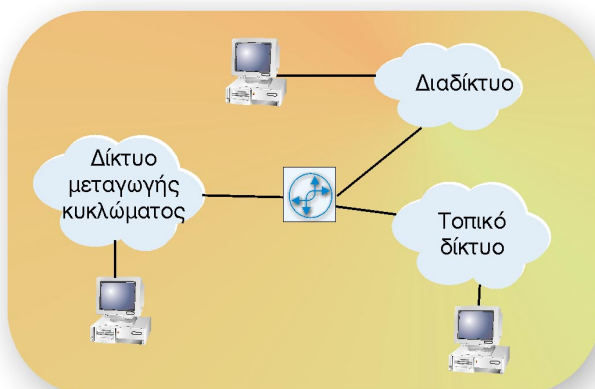 Διαδίκτυο
Δίκτυο
μεταγωγής
κυκλώματος
Τοπικό
δίκτυο